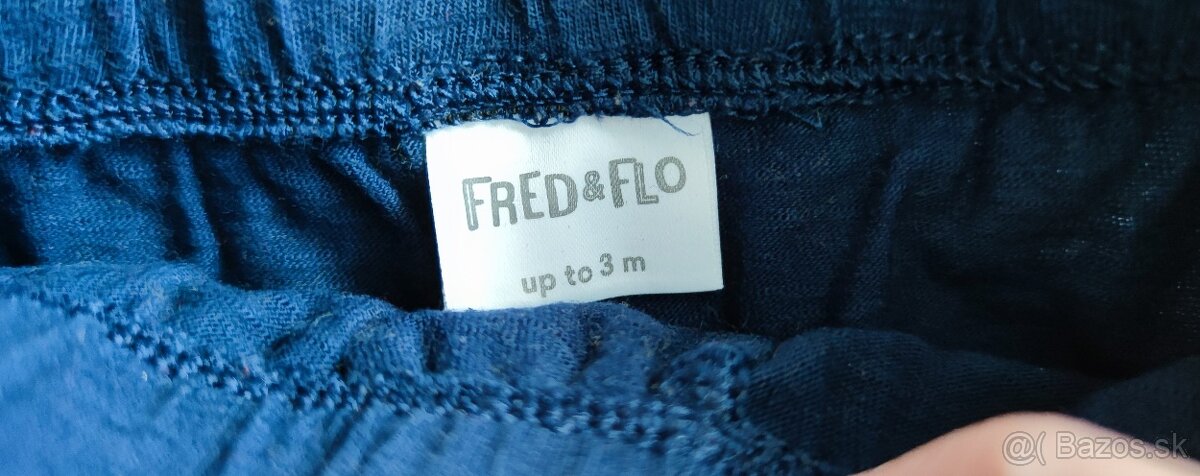 FRED&FLO
up to 3 m
@( Bazos.sk